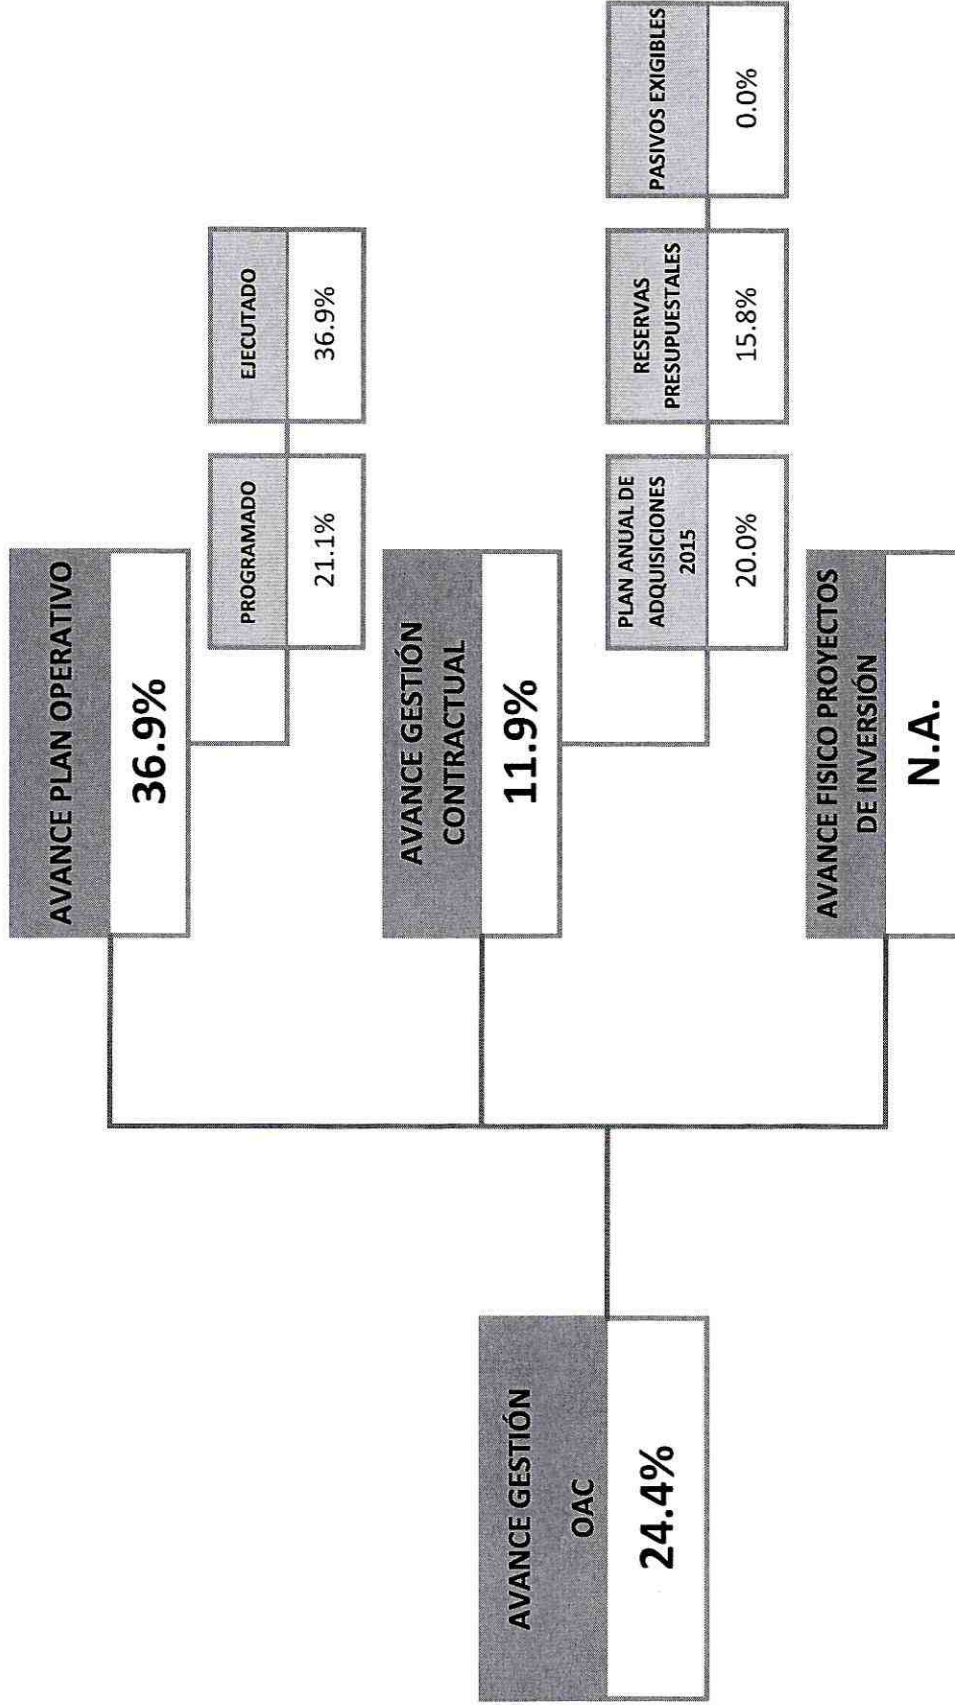 AVANCE GESTIÓN
OAC
24.4%
AVANCE PLAN OPERATIVO
36.9%
PROGRAMADO
21.1%
EJECUTADO
36.9%
AVANCE GESTIÓN
CONTRACTUAL
11.9%
PLAN ANUAL DE
ADQUISICIONES
2015
20.0%
RESERVAS
PRESUPUESTALES
15.8%
PASIVOS EXIGIBLES
0.0%
AVANCE FISICO PROYECTOS
DE INVERSIÓN
N.A.